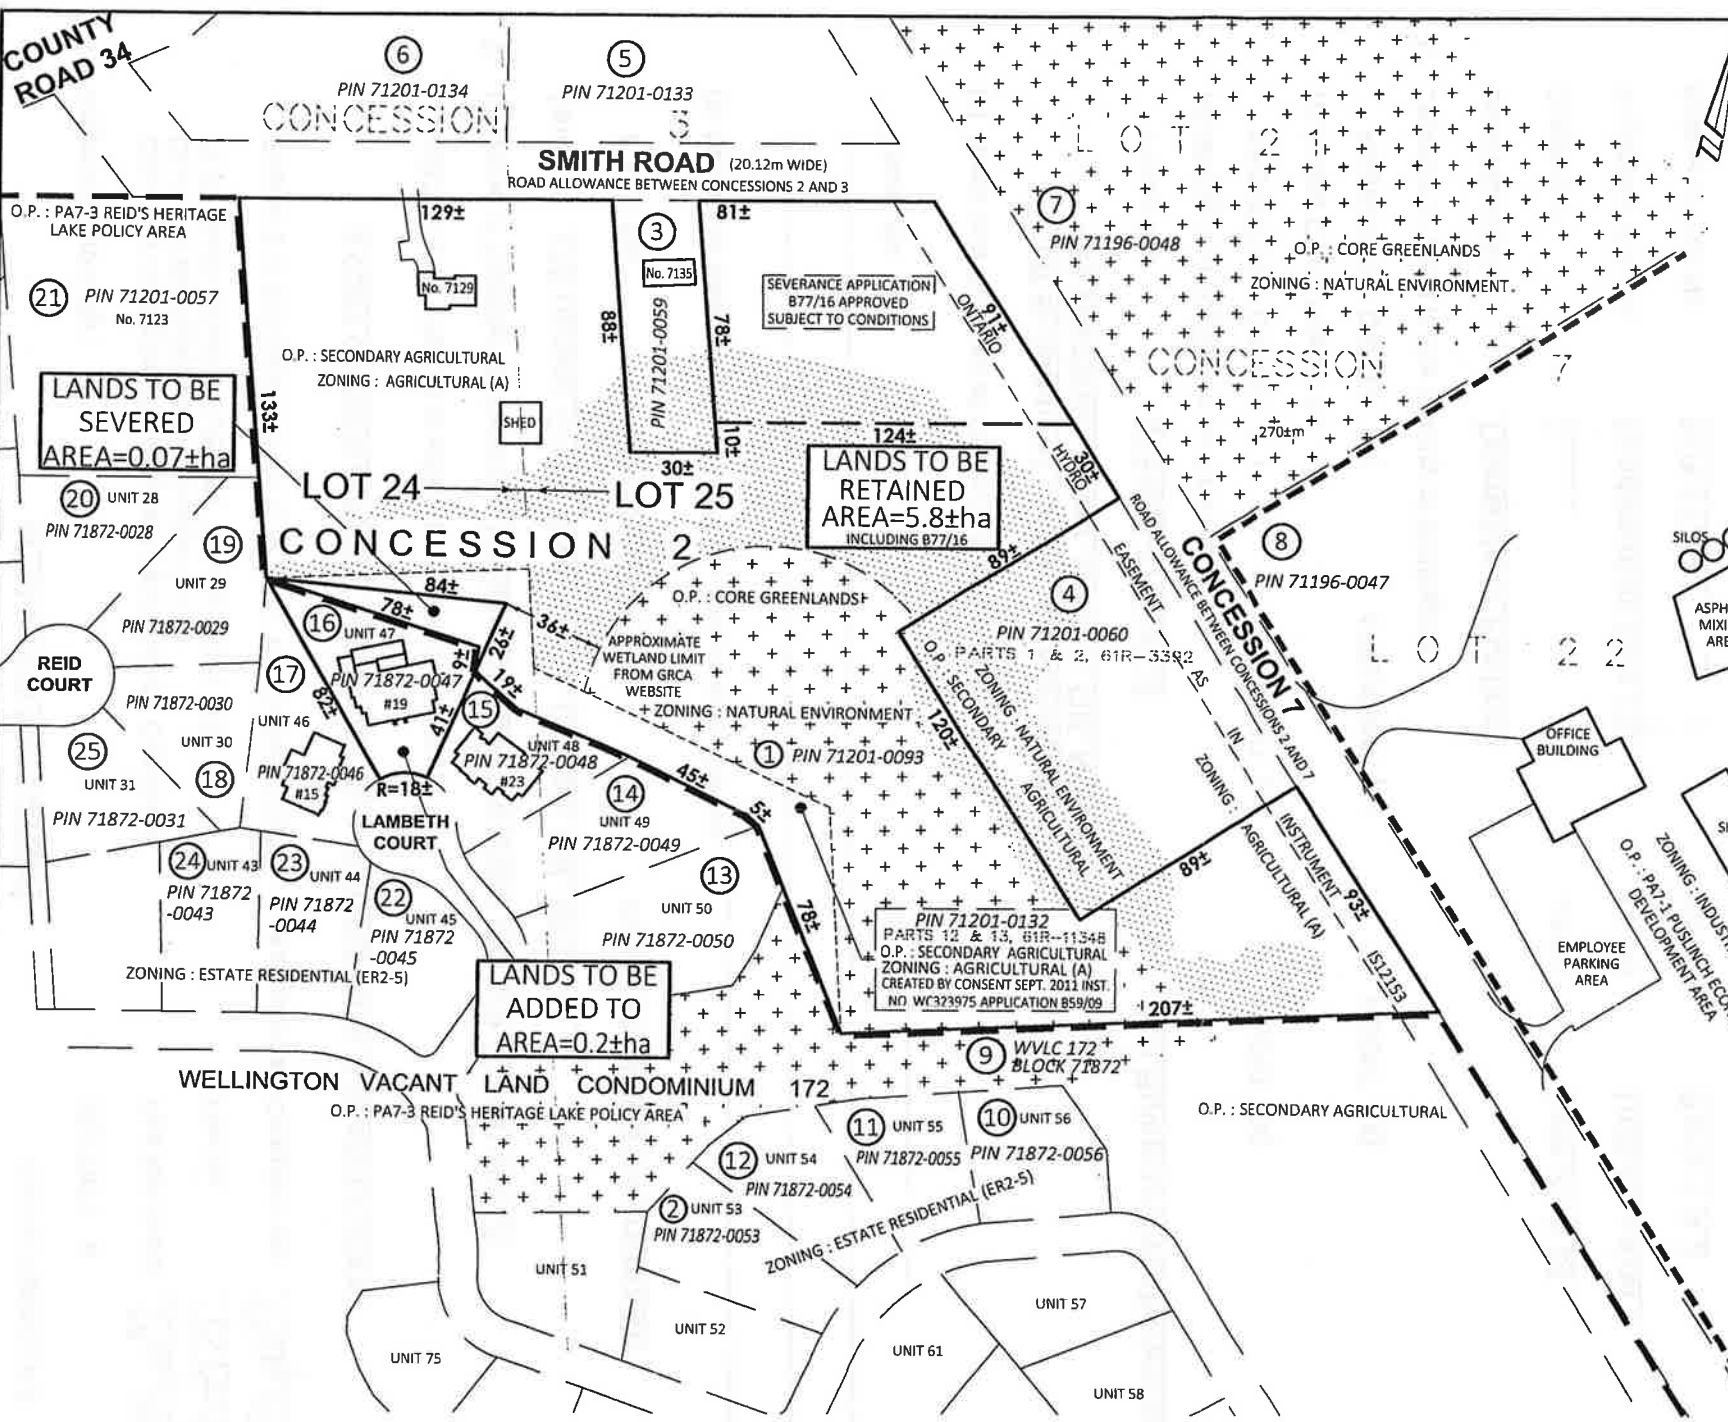 COUNTY
ROAD 34
6
PIN 71201-0134
5
PIN 71201-0133
CONCESSION 3
SMITH ROAD (20.12m WIDE)
ROAD ALLOWANCE BETWEEN CONCESSIONS 2 AND 3
LOT 21
7
PIN 71196-0048
O.P. : CORE GREENLANDS
ZONING : NATURAL ENVIRONMENT
CONCESSION 7
270±m
O.P. : PA7-3 REID'S HERITAGE
LAKE POLICY AREA
21
PIN 71201-0057
No. 7123
129±
No. 7129
3
No. 7135
PIN 71201-0059
88±
78±
81±
SEVERANCE APPLICATION
B77/16 APPROVED
SUBJECT TO CONDITIONS
91±
ONTARIO
HYDRO
EASEMENT
AS
IN
INSTRUMENT
IS12153
O.P. : SECONDARY AGRICULTURAL
ZONING : AGRICULTURAL (A)
LANDS TO BE
SEVERED
AREA=0.07±ha
133±
SHED
10±
30±
124±
30±
LANDS TO BE
RETAINED
AREA=5.8±ha
INCLUDING B77/16
LOT 24
LOT 25
CONCESSION 2
20
UNIT 28
PIN 71872-0028
19
UNIT 29
PIN 71872-0029
84±
78±
36±
26±
9±
19±
16
UNIT 47
PIN 71872-0047
#19
O.P. : CORE GREENLANDS
APPROXIMATE
WETLAND LIMIT
FROM GRCA
WEBSITE
ZONING : NATURAL ENVIRONMENT
1
PIN 71201-0093
89±
4
PIN 71201-0060
PARTS 1 & 2, 61R-3392
O.P. SECONDARY AGRICULTURAL
ZONING : NATURAL ENVIRONMENT
120±
89±
93±
ZONING : AGRICULTURAL (A)
ROAD ALLOWANCE BETWEEN CONCESSIONS 2 AND 7
CONCESSION 7
8
PIN 71196-0047
LOT 22
SILOS
OFFICE
BUILDING
EMPLOYEE
PARKING
AREA
O.P. : PA7-1 PUSLINCH
DEVELOPMENT AREA
REID
COURT
17
82±
41±
15
PIN 71872-0030
UNIT 46
UNIT 30
18
25
UNIT 31
PIN 71872-0031
PIN 71872-0046
#15
R=18±
LAMBETH
COURT
UNIT 48
PIN 71872-0048
#23
14
UNIT 49
PIN 71872-0049
45±
5±
78±
13
UNIT 50
PIN 71872-0050
24
UNIT 43
PIN 71872
-0043
23
UNIT 44
PIN 71872
-0044
22
UNIT 45
PIN 71872
-0045
ZONING : ESTATE RESIDENTIAL (ER2-5)
LANDS TO BE
ADDED TO
AREA=0.2±ha
PIN 71201-0132
PARTS 12 & 13, 61R-11348
O.P. : SECONDARY AGRICULTURAL
ZONING : AGRICULTURAL (A)
CREATED BY CONSENT SEPT. 2011 INST.
NO. WC323975 APPLICATION B59/09
207±
9
WVLC 172
BLOCK 71872
WELLINGTON VACANT LAND CONDOMINIUM 172
O.P. : PA7-3 REID'S HERITAGE LAKE POLICY AREA
O.P. : SECONDARY AGRICULTURAL
11
UNIT 55
PIN 71872-0055
10
UNIT 56
PIN 71872-0056
12
UNIT 54
PIN 71872-0054
2
UNIT 53
PIN 71872-0053
ZONING : ESTATE RESIDENTIAL (ER2-5)
UNIT 51
UNIT 52
UNIT 57
UNIT 61
UNIT 58
UNIT 75